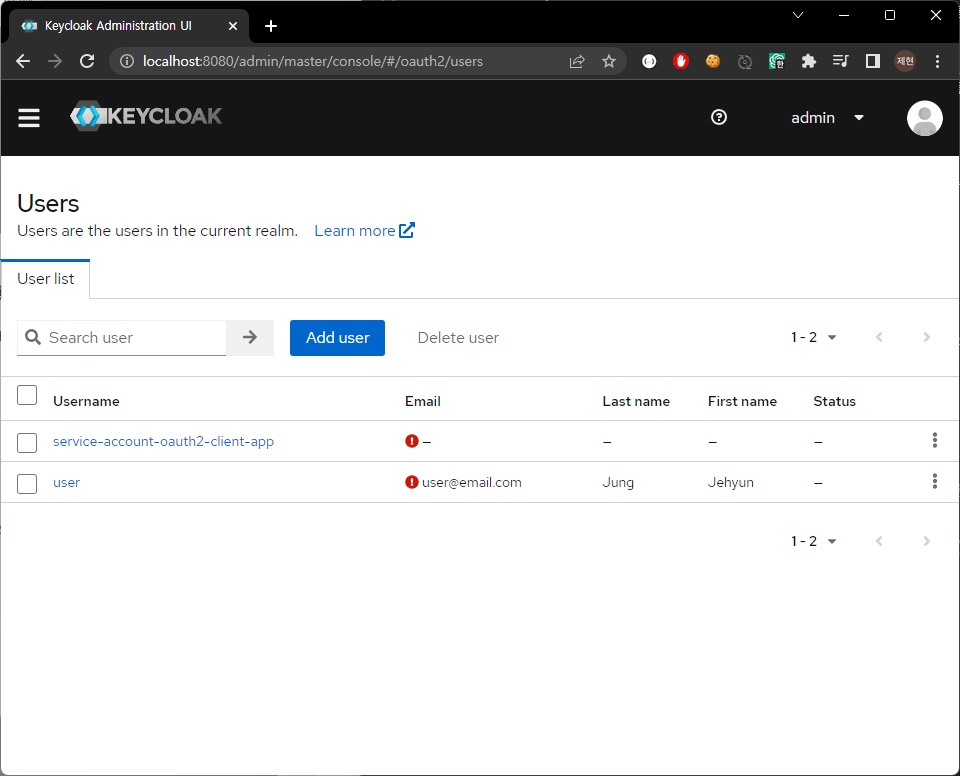 Keycloak Administration UI
localhost:8080/admin/master/console/#/oauth2/users
제현
KEYCLOAK
admin
Users
Users are the users in the current realm. Learn more
User list
Search user
Add user
Delete user
1 - 2
Username Email Last name First name Status
service-account-oauth2-client-app – – – –
user user@email.com Jung Jehyun –
1 - 2